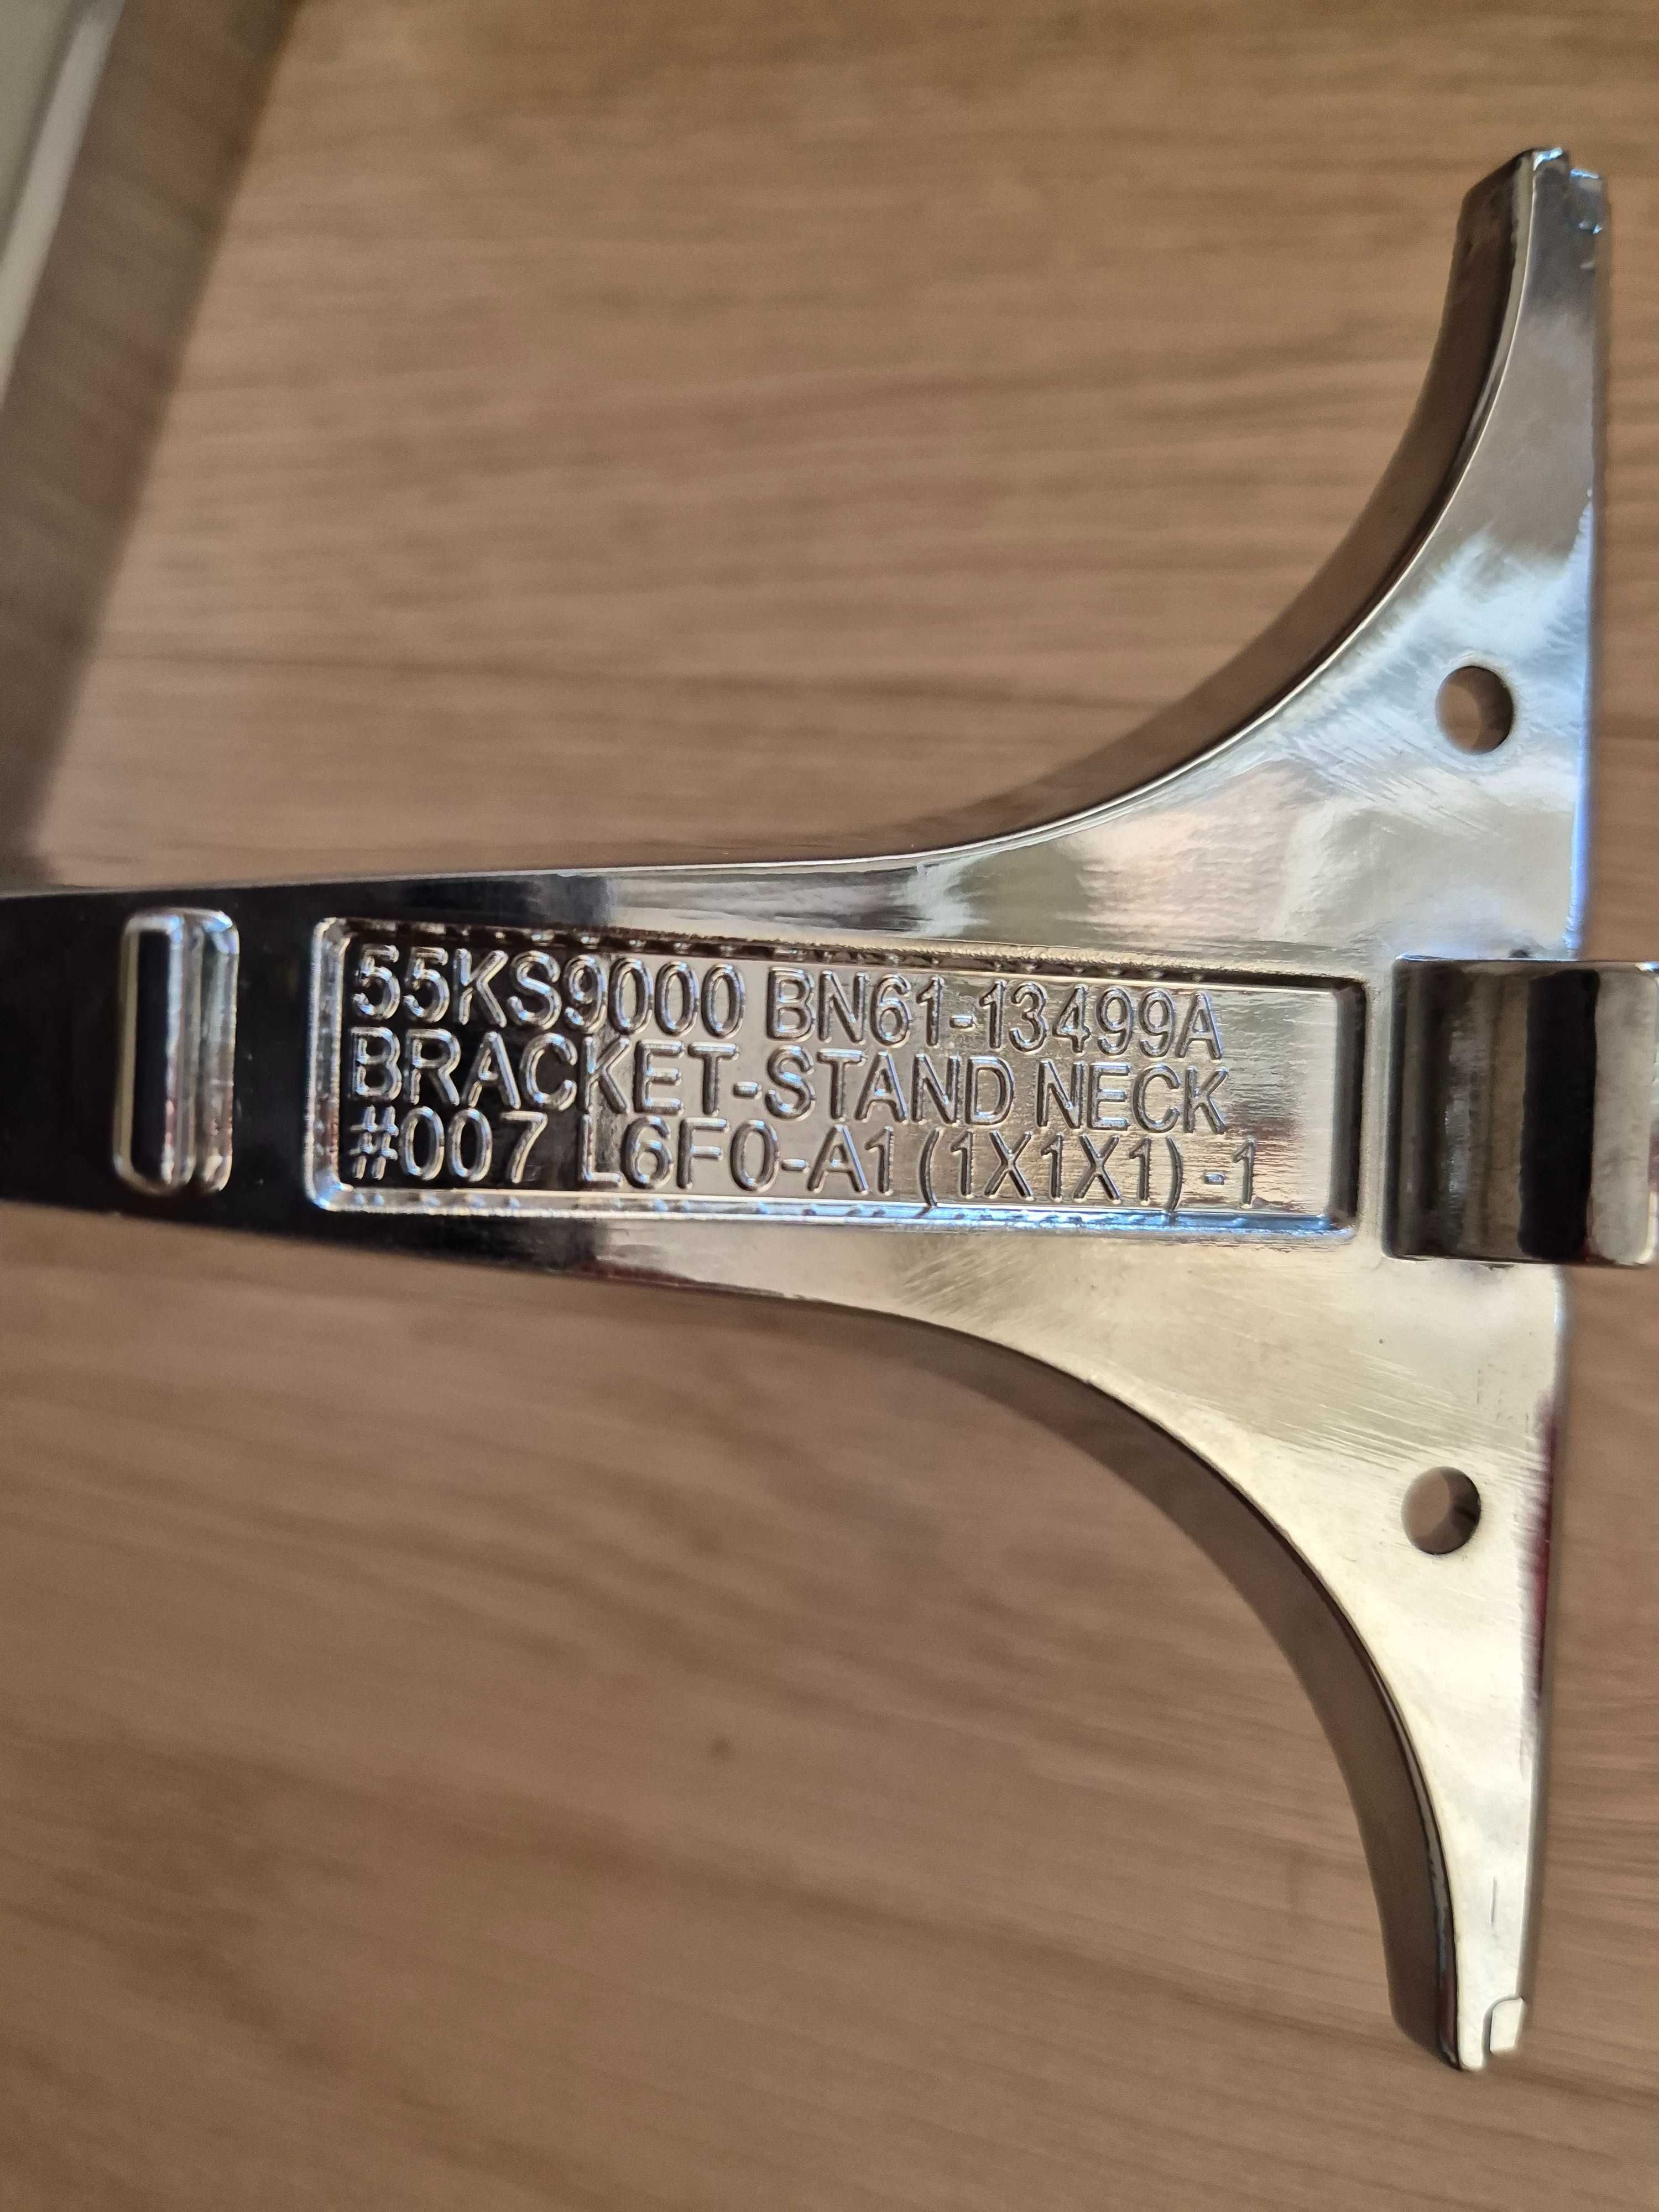 55KS9000 BN61-13499A
BRACKET-STAND NECK
#007 L6F0-A1(1X1X1)-1